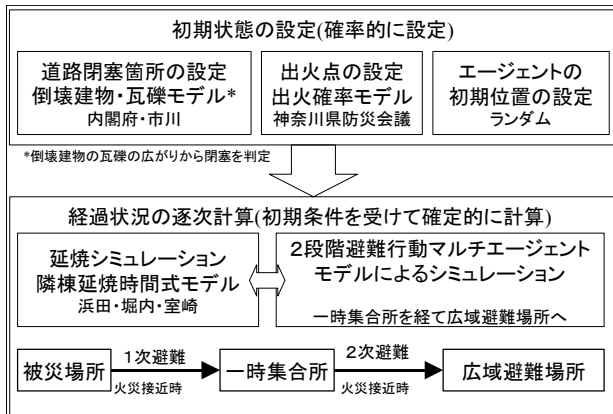 初期状態の設定(確率的に設定)
道路閉塞箇所の設定
倒壊建物・瓦礫モデル*
内閣府・市川
出火点の設定
出火確率モデル
神奈川県防災会議
エージェントの
初期位置の設定
ランダム
*倒壊建物の瓦礫の広がりから閉塞を判定
経過状況の逐次計算(初期条件を受けて確定的に計算)
延焼シミュレーション
隣棟延焼時間式モデル
浜田・堀内・室崎
2段階避難行動マルチエージェント
モデルによるシミュレーション
一時集合所を経て広域避難場所へ
被災場所
1次避難
火災接近時
一時集合所
2次避難
火災接近時
広域避難場所